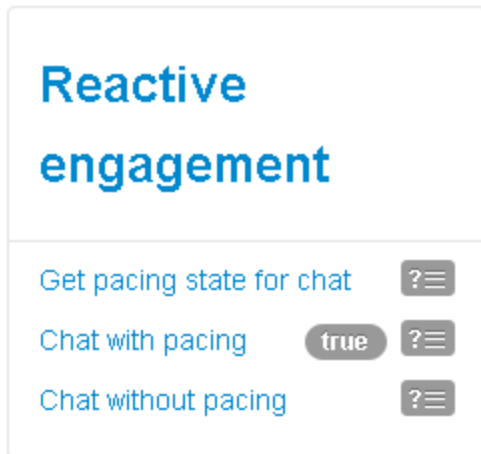 Reactive
engagement
Get pacing state for chat ?
Chat with pacing true ?
Chat without pacing ?